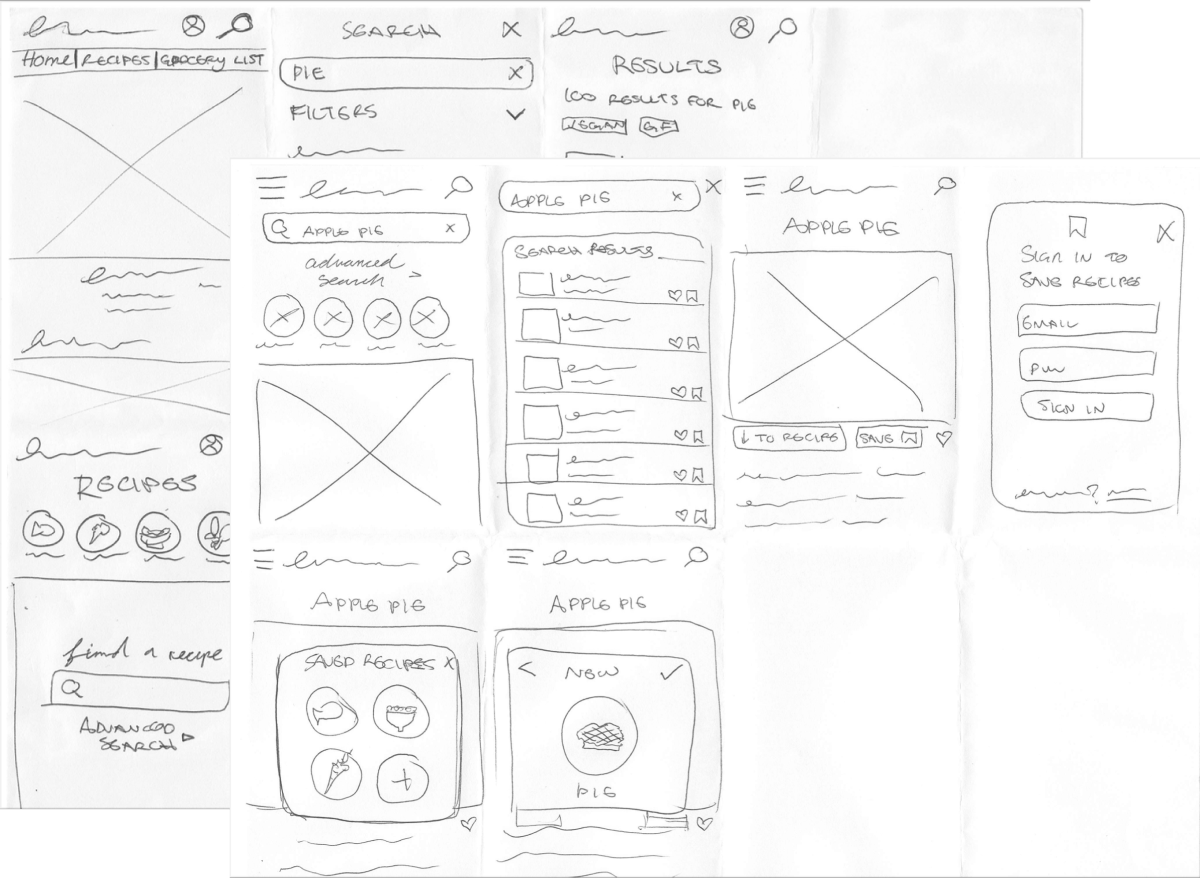 SEARCH
Home | RECIPES | GROCERY LIST
PIE X
RESULTS
FILTERS
100 RESULTS FOR PIE
VEGAN GF
RECIPES
find a recipe
ADVANCED
SEARCH
APPLE PIE X
advanced
search >
APPLE PIE X
SEARCH RESULTS
APPLE PIE
↓ TO RECIPE
SAVE
SIGN IN TO
SAVE RECIPES
EMAIL
PW
SIGN IN
APPLE PIE
SAVED RECIPES X
+
APPLE PIE
< NEW ✓
PIE